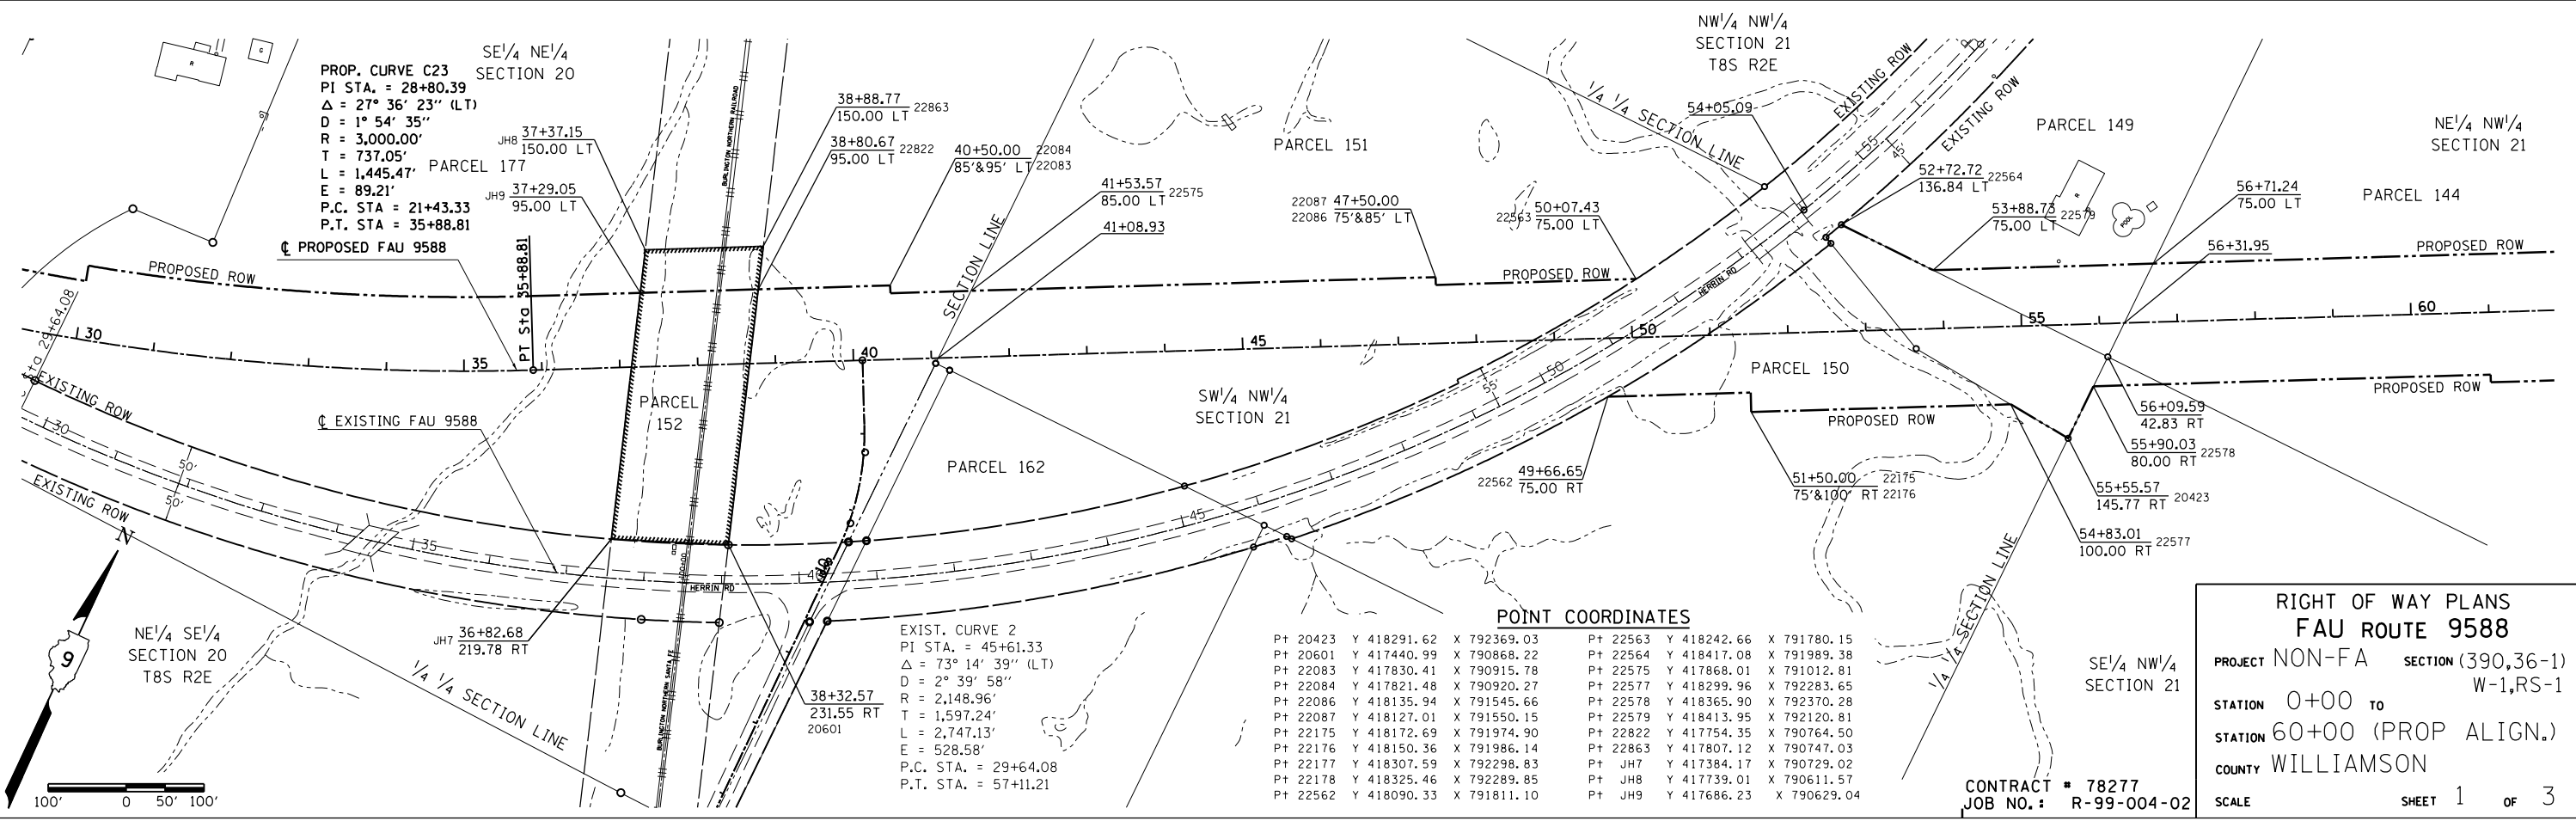 SE¼ NE¼
SECTION 20
PROP. CURVE C23
PI STA. = 28+80.39
Δ = 27° 36' 23'' (LT)
D = 1° 54' 35''
R = 3,000.00'
T = 737.05'
L = 1,445.47'
E = 89.21'
P.C. STA = 21+43.33
P.T. STA = 35+88.81
PARCEL 177
R
G
JH8 37+37.15
150.00 LT
JH9 37+29.05
95.00 LT
℄ PROPOSED FAU 9588
PROPOSED ROW
PT Sta 35+88.81
BURLINGTON NORTHERN RAILROAD
38+88.77 22863
150.00 LT
38+80.67 22822
95.00 LT
40+50.00 22084
85'&95' LT 22083
41+53.57 22575
85.00 LT
41+08.93
SECTION LINE
PARCEL 151
22087 47+50.00
22086 75'&85' LT
22563 50+07.43
75.00 LT
PROPOSED ROW
NW¼ NW¼
SECTION 21
T8S R2E
¼ ¼ SECTION LINE
54+05.09
EXISTING ROW
EXISTING ROW
55
45'
HERRIN RD
52+72.72 22564
136.84 LT
53+88.73 22579
75.00 LT
PARCEL 149
R
POOL
NE¼ NW¼
SECTION 21
PARCEL 144
56+71.24
75.00 LT
56+31.95
PROPOSED ROW
Sta 29+64.08
30
35
40
45
50
55
60
EXISTING ROW
℄ EXISTING FAU 9588
30
50'
50'
EXISTING ROW
35
PARCEL
152
PARCEL 162
SW¼ NW¼
SECTION 21
55'
50
45
40
HERRIN RD
PARCEL 150
PROPOSED ROW
PROPOSED ROW
22562 49+66.65
75.00 RT
51+50.00 22175
75'&100' RT 22176
56+09.59
42.83 RT
55+90.03 22578
80.00 RT
55+55.57 20423
145.77 RT
54+83.01 22577
100.00 RT
¼ ¼ SECTION LINE
N
9
NE¼ SE¼
SECTION 20
T8S R2E
100' 0 50' 100'
¼ ¼ SECTION LINE
JH7 36+82.68
219.78 RT
BURLINGTON NORTHERN SANTA FE
38+32.57
231.55 RT
20601
EXIST. CURVE 2
PI STA. = 45+61.33
Δ = 73° 14' 39'' (LT)
D = 2° 39' 58''
R = 2,148.96'
T = 1,597.24'
L = 2,747.13'
E = 528.58'
P.C. STA. = 29+64.08
P.T. STA. = 57+11.21
POINT COORDINATES
Pt 20423 Y 418291.62 X 792369.03 Pt 22563 Y 418242.66 X 791780.15
Pt 20601 Y 417440.99 X 790868.22 Pt 22564 Y 418417.08 X 791989.38
Pt 22083 Y 417830.41 X 790915.78 Pt 22575 Y 417868.01 X 791012.81
Pt 22084 Y 417821.48 X 790920.27 Pt 22577 Y 418299.96 X 792283.65
Pt 22086 Y 418135.94 X 791545.66 Pt 22578 Y 418365.90 X 792370.28
Pt 22087 Y 418127.01 X 791550.15 Pt 22579 Y 418413.95 X 792120.81
Pt 22175 Y 418172.69 X 791974.90 Pt 22822 Y 417754.35 X 790764.50
Pt 22176 Y 418150.36 X 791986.14 Pt 22863 Y 417807.12 X 790747.03
Pt 22177 Y 418307.59 X 792298.83 Pt JH7 Y 417384.17 X 790729.02
Pt 22178 Y 418325.46 X 792289.85 Pt JH8 Y 417739.01 X 790611.57
Pt 22562 Y 418090.33 X 791811.10 Pt JH9 Y 417686.23 X 790629.04
SE¼ NW¼
SECTION 21
CONTRACT # 78277
JOB NO.: R-99-004-02
RIGHT OF WAY PLANS
FAU ROUTE 9588
PROJECT NON-FA SECTION (390,36-1)
W-1,RS-1
STATION 0+00 TO
STATION 60+00 (PROP ALIGN.)
COUNTY WILLIAMSON
SCALE SHEET 1 OF 3